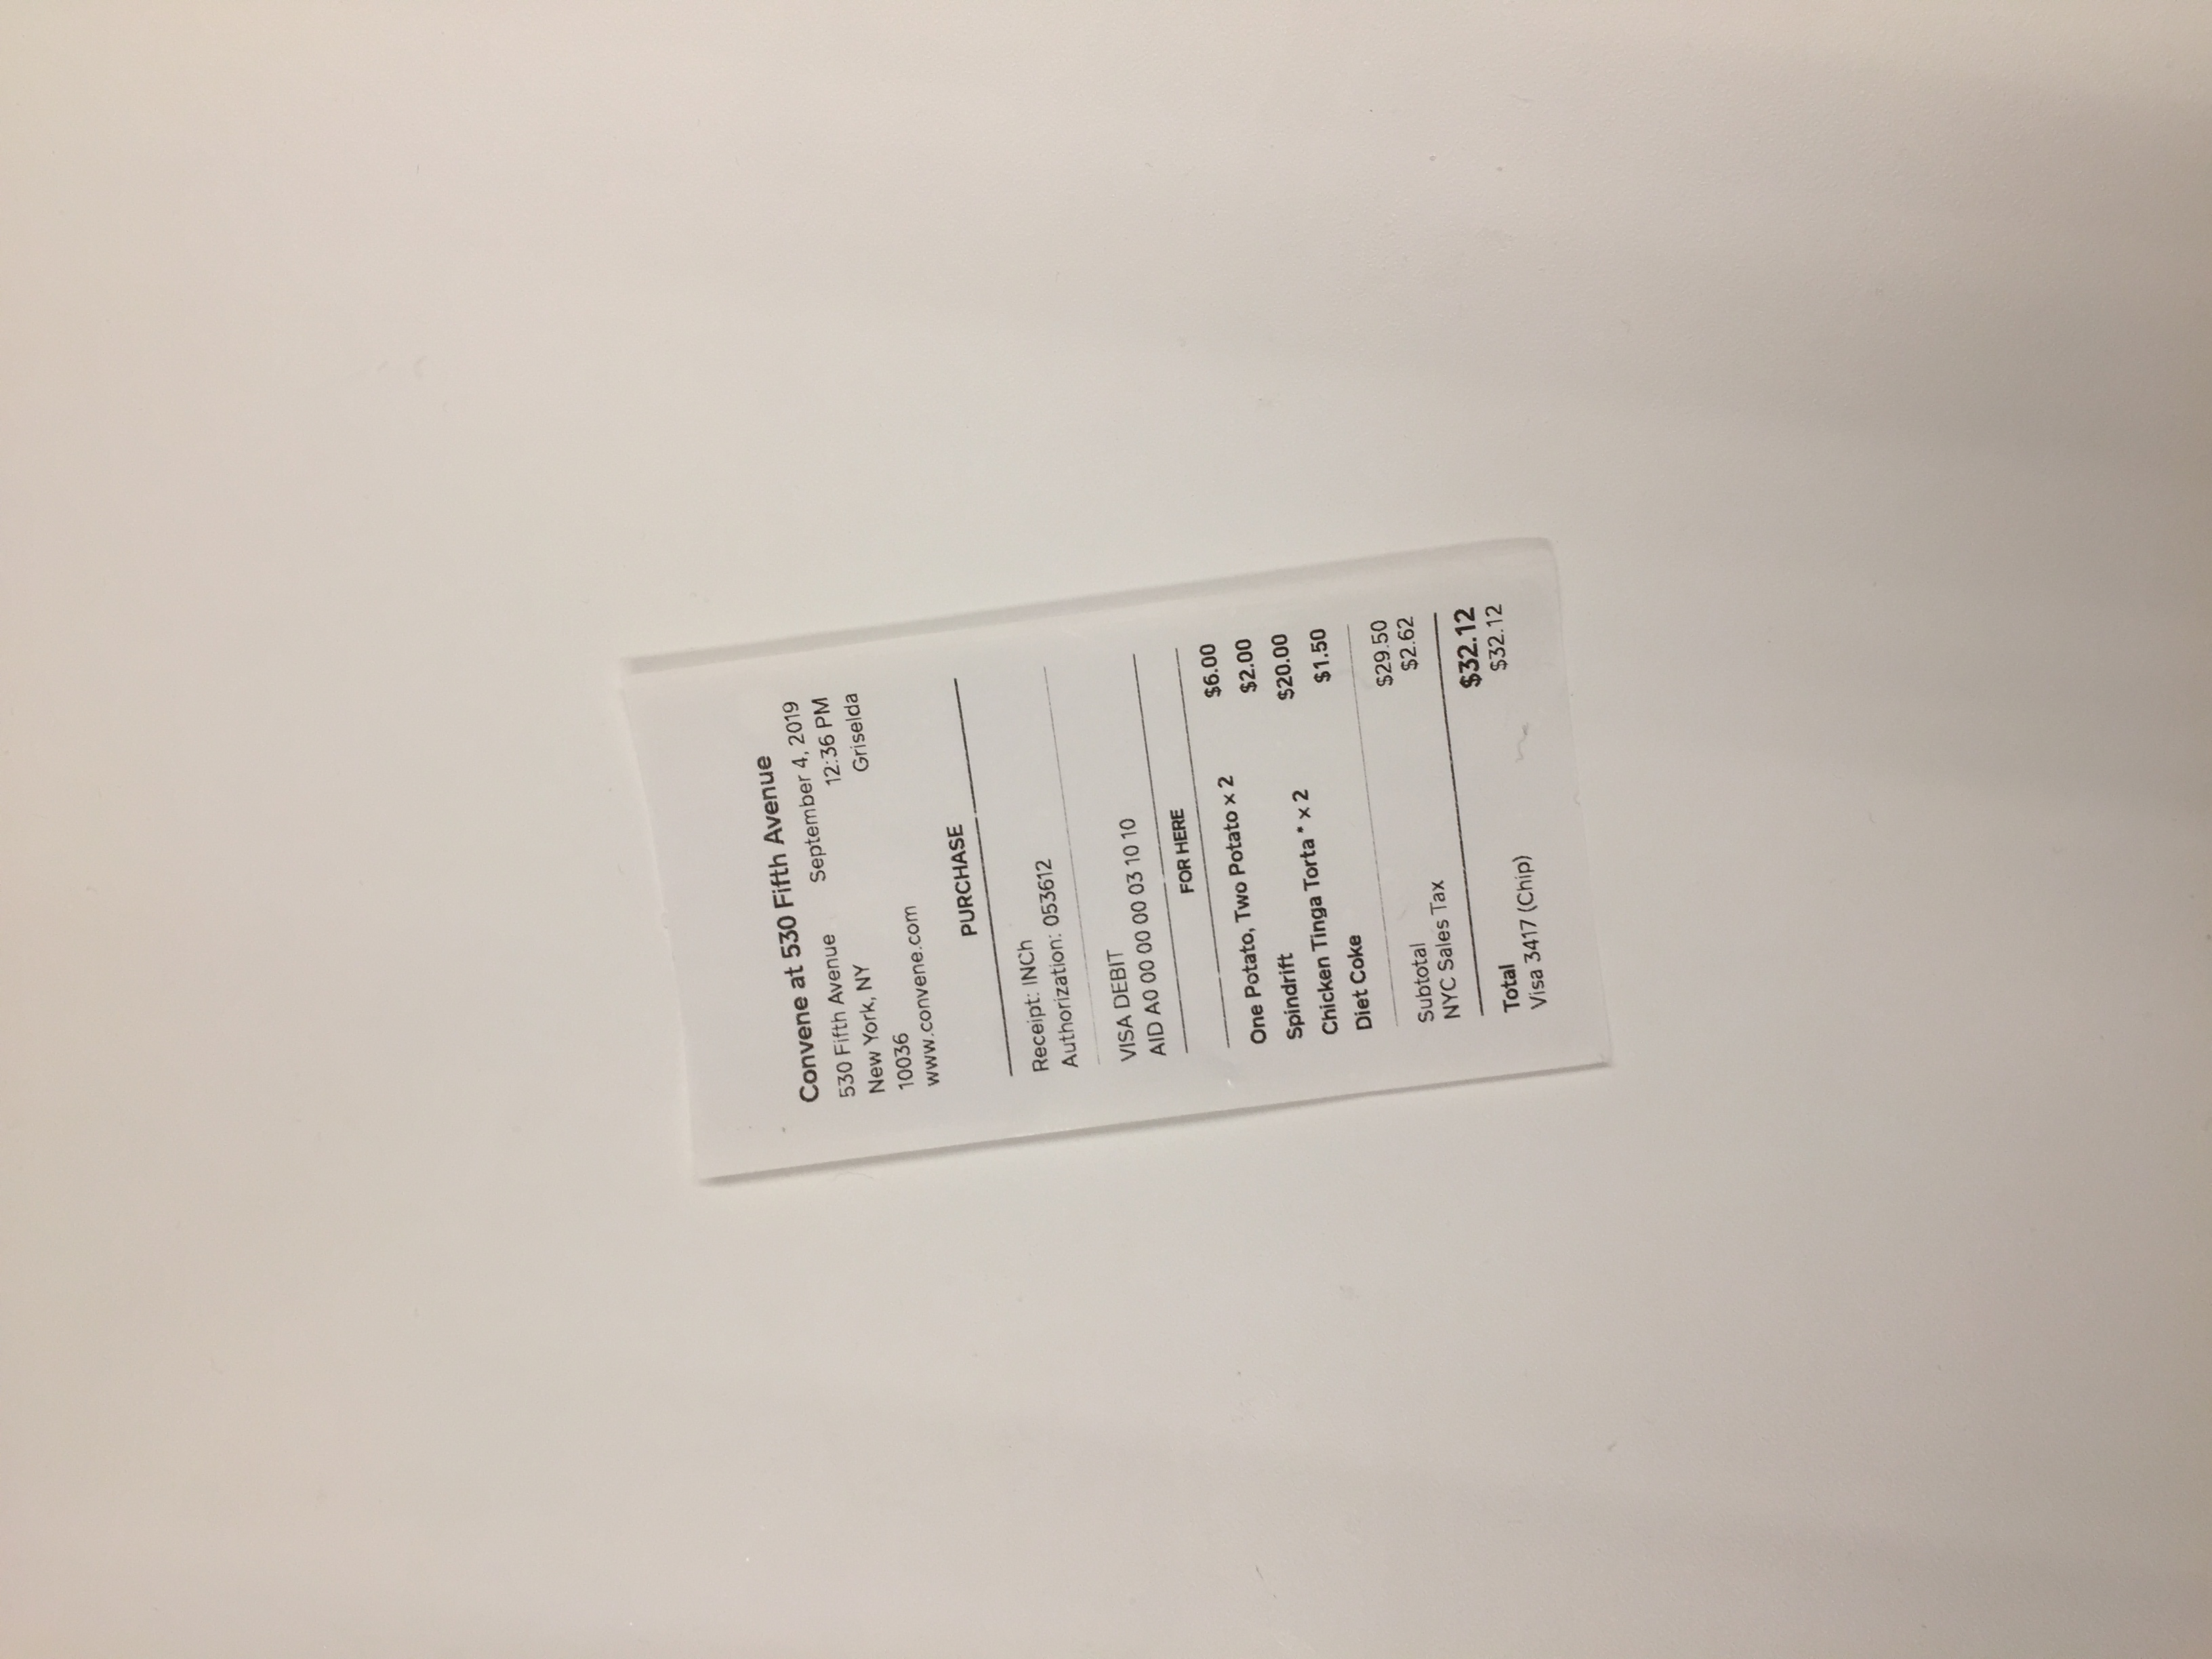 Convene at 530 Fifth Avenue
530 Fifth Avenue September 4, 2019
New York, NY 12:36 PM
10036 Griselda
www.convene.com
PURCHASE
Receipt: INCh
Authorization: 053612
VISA DEBIT
AID A0 00 00 00 03 10 10
FOR HERE
One Potato, Two Potato x 2 $6.00
Spindrift $2.00
Chicken Tinga Torta * x 2 $20.00
Diet Coke $1.50
Subtotal $29.50
NYC Sales Tax $2.62
Total $32.12
Visa 3417 (Chip) $32.12